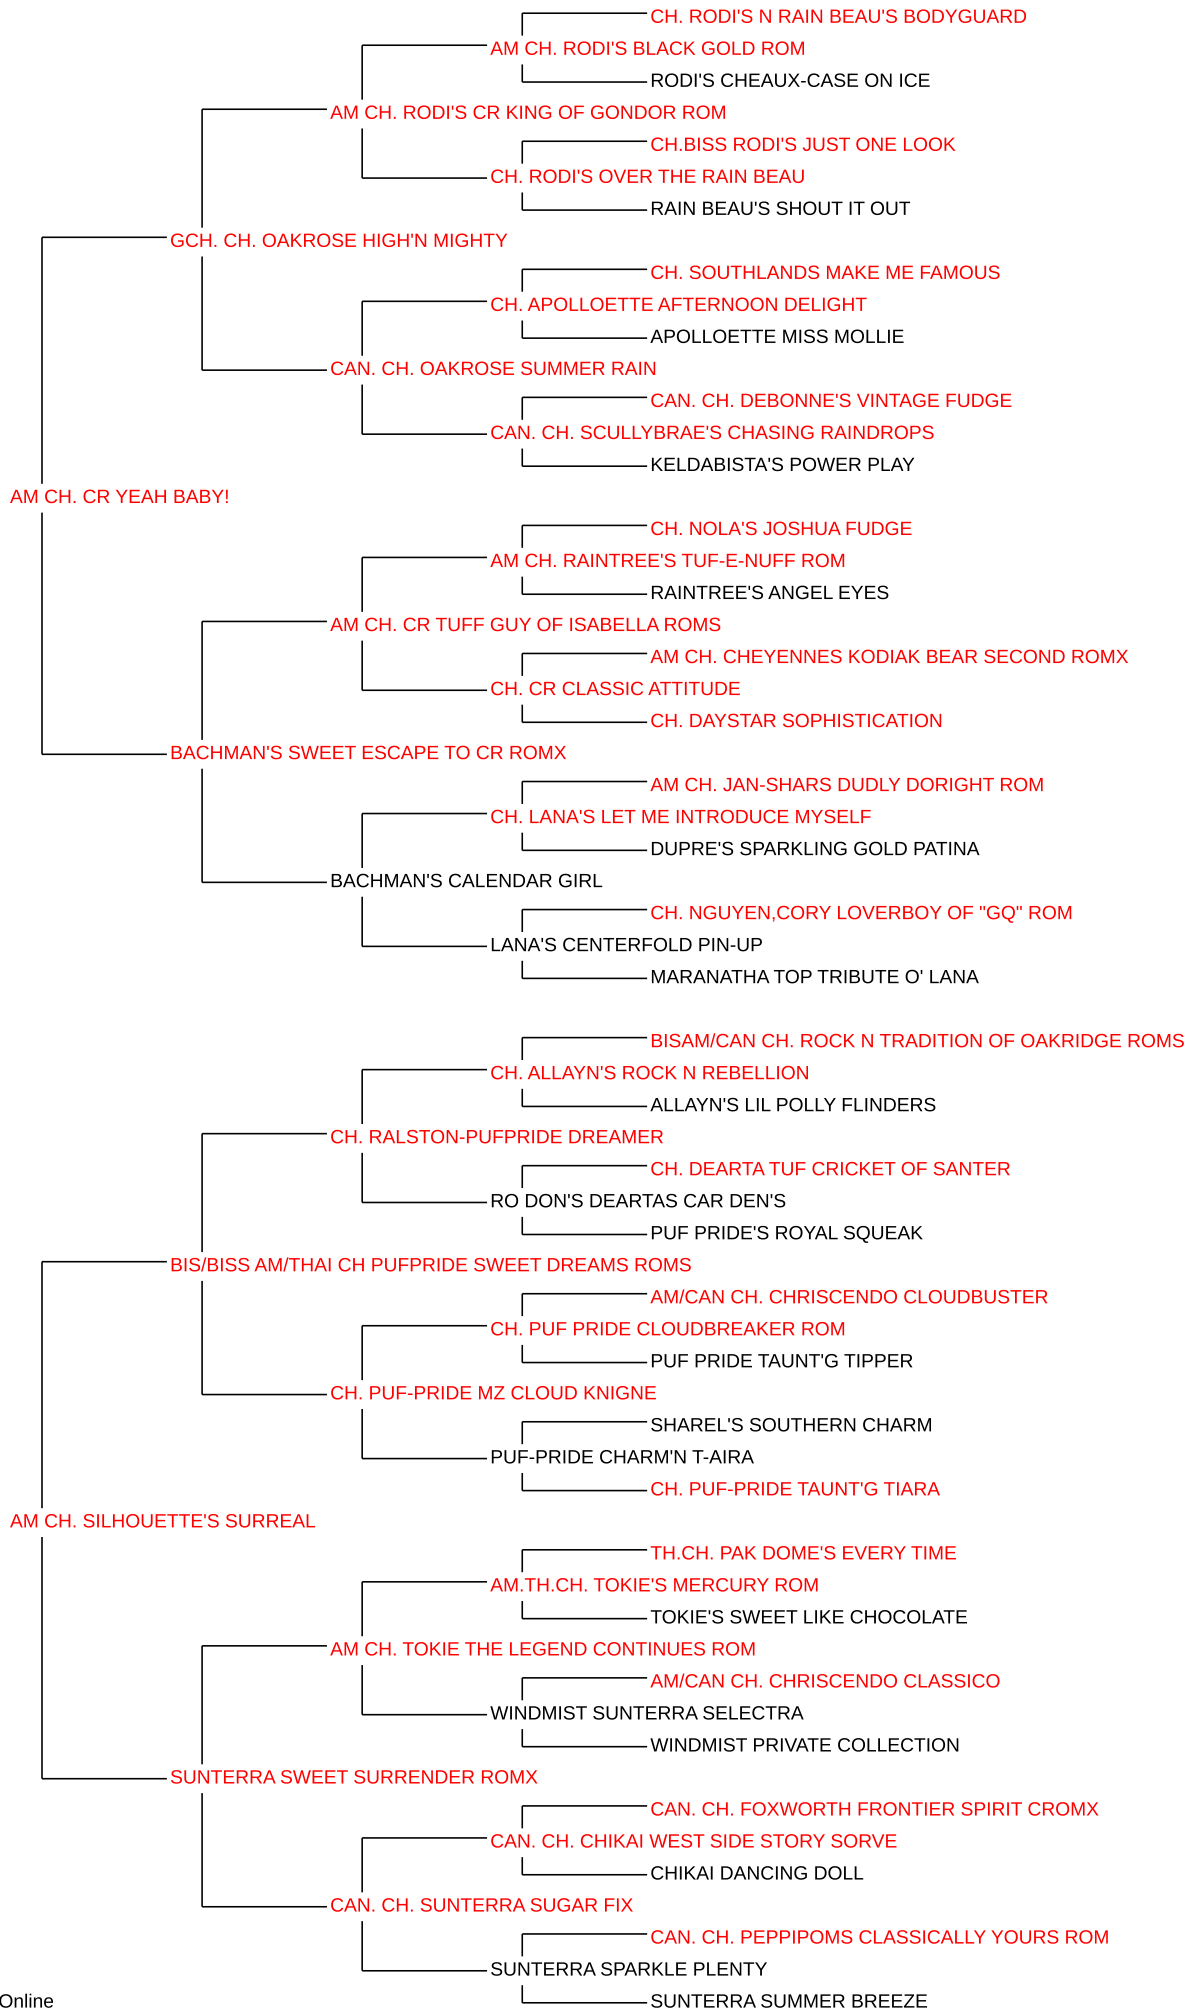 CH. RODI'S N RAIN BEAU'S BODYGUARD
AM CH. RODI'S BLACK GOLD ROM
RODI'S CHEAUX-CASE ON ICE
AM CH. RODI'S CR KING OF GONDOR ROM
CH.BISS RODI'S JUST ONE LOOK
CH. RODI'S OVER THE RAIN BEAU
RAIN BEAU'S SHOUT IT OUT
GCH. CH. OAKROSE HIGH'N MIGHTY
CH. SOUTHLANDS MAKE ME FAMOUS
CH. APOLLOETTE AFTERNOON DELIGHT
APOLLOETTE MISS MOLLIE
CAN. CH. OAKROSE SUMMER RAIN
CAN. CH. DEBONNE'S VINTAGE FUDGE
CAN. CH. SCULLYBRAE'S CHASING RAINDROPS
KELDABISTA'S POWER PLAY
AM CH. CR YEAH BABY!
CH. NOLA'S JOSHUA FUDGE
AM CH. RAINTREE'S TUF-E-NUFF ROM
RAINTREE'S ANGEL EYES
AM CH. CR TUFF GUY OF ISABELLA ROMS
AM CH. CHEYENNES KODIAK BEAR SECOND ROMX
CH. CR CLASSIC ATTITUDE
CH. DAYSTAR SOPHISTICATION
BACHMAN'S SWEET ESCAPE TO CR ROMX
AM CH. JAN-SHARS DUDLY DORIGHT ROM
CH. LANA'S LET ME INTRODUCE MYSELF
DUPRE'S SPARKLING GOLD PATINA
BACHMAN'S CALENDAR GIRL
CH. NGUYEN,CORY LOVERBOY OF "GQ" ROM
LANA'S CENTERFOLD PIN-UP
MARANATHA TOP TRIBUTE O' LANA
BISAM/CAN CH. ROCK N TRADITION OF OAKRIDGE ROMS
CH. ALLAYN'S ROCK N REBELLION
ALLAYN'S LIL POLLY FLINDERS
CH. RALSTON-PUFPRIDE DREAMER
CH. DEARTA TUF CRICKET OF SANTER
RO DON'S DEARTAS CAR DEN'S
PUF PRIDE'S ROYAL SQUEAK
BIS/BISS AM/THAI CH PUFPRIDE SWEET DREAMS ROMS
AM/CAN CH. CHRISCENDO CLOUDBUSTER
CH. PUF PRIDE CLOUDBREAKER ROM
PUF PRIDE TAUNT'G TIPPER
CH. PUF-PRIDE MZ CLOUD KNIGNE
SHAREL'S SOUTHERN CHARM
PUF-PRIDE CHARM'N T-AIRA
CH. PUF-PRIDE TAUNT'G TIARA
AM CH. SILHOUETTE'S SURREAL
TH.CH. PAK DOME'S EVERY TIME
AM.TH.CH. TOKIE'S MERCURY ROM
TOKIE'S SWEET LIKE CHOCOLATE
AM CH. TOKIE THE LEGEND CONTINUES ROM
AM/CAN CH. CHRISCENDO CLASSICO
WINDMIST SUNTERRA SELECTRA
WINDMIST PRIVATE COLLECTION
SUNTERRA SWEET SURRENDER ROMX
CAN. CH. FOXWORTH FRONTIER SPIRIT CROMX
CAN. CH. CHIKAI WEST SIDE STORY SORVE
CHIKAI DANCING DOLL
CAN. CH. SUNTERRA SUGAR FIX
CAN. CH. PEPPIPOMS CLASSICALLY YOURS ROM
SUNTERRA SPARKLE PLENTY
Online
SUNTERRA SUMMER BREEZE